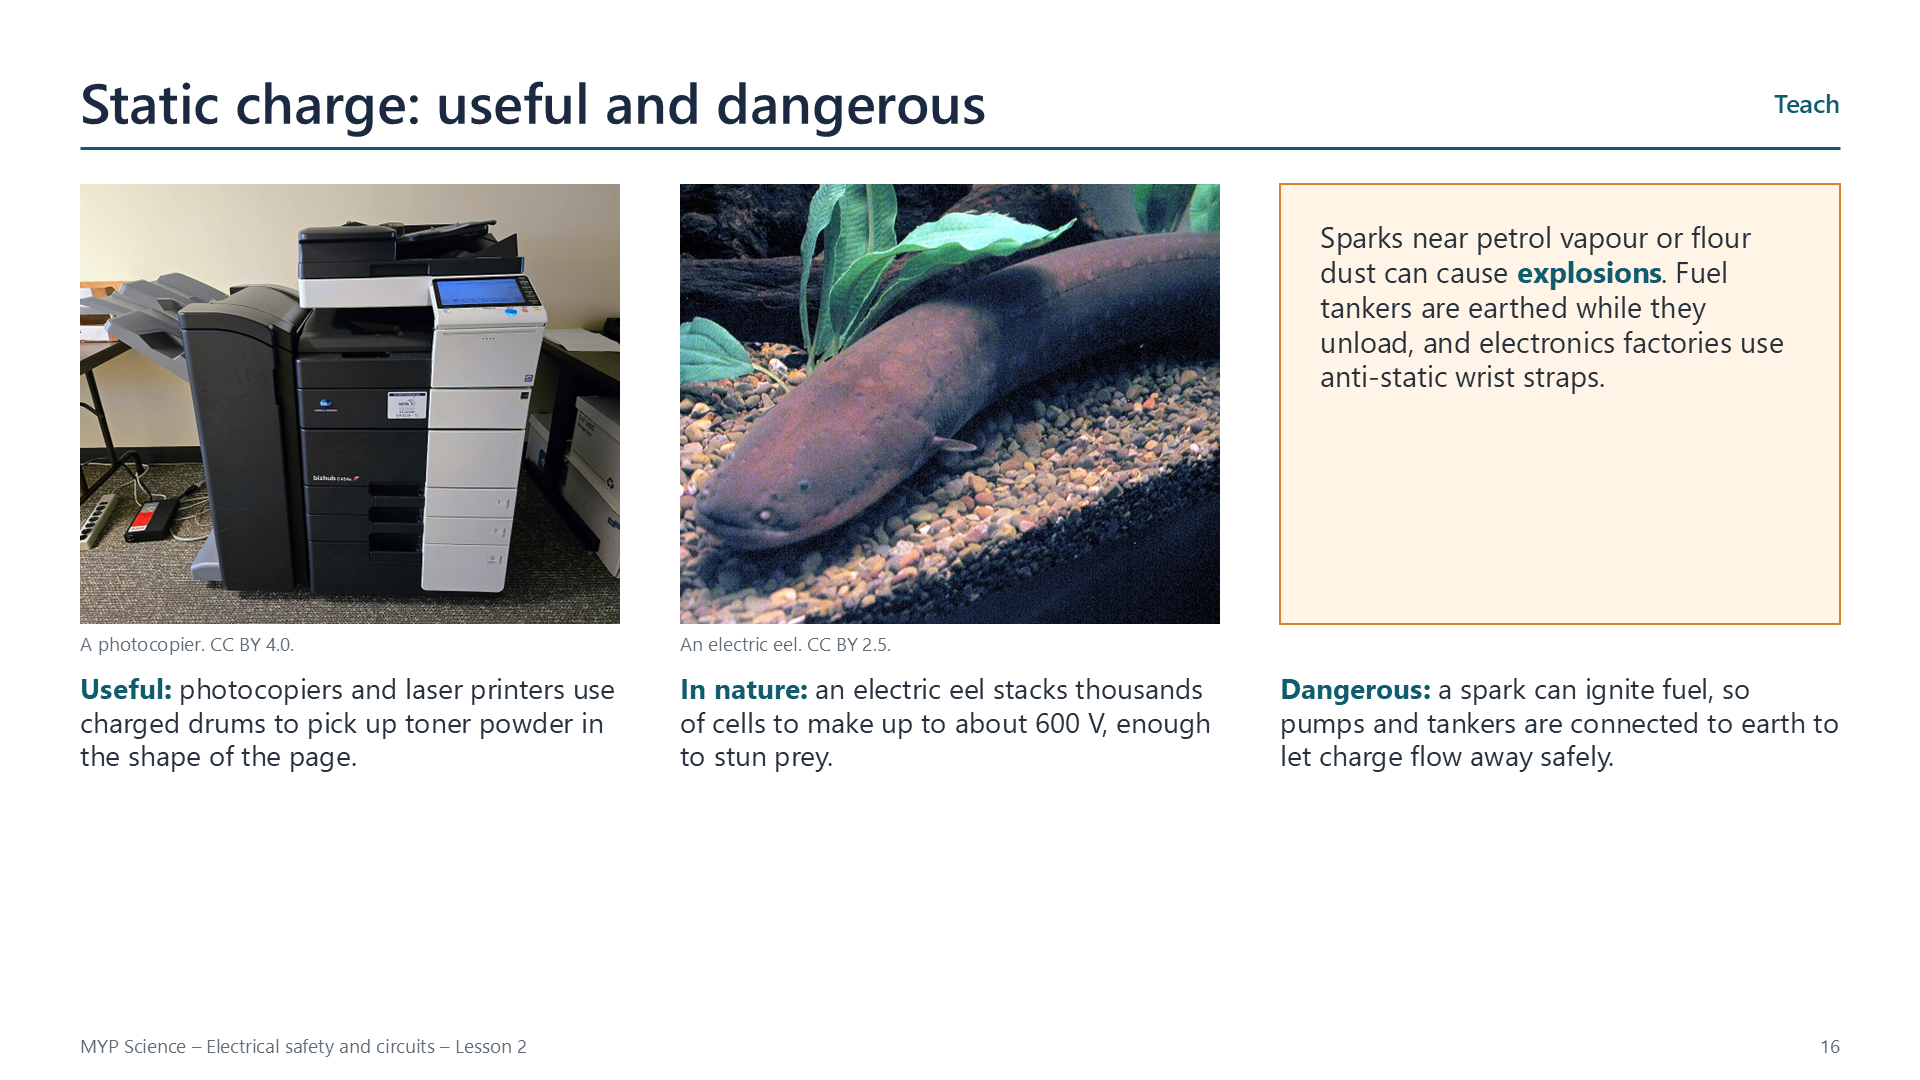 Static charge: useful and dangerous
Teach
bizhub C454e
A photocopier. CC BY 4.0.
Useful: photocopiers and laser printers use
charged drums to pick up toner powder in
the shape of the page.
An electric eel. CC BY 2.5.
In nature: an electric eel stacks thousands
of cells to make up to about 600 V, enough
to stun prey.
Sparks near petrol vapour or flour
dust can cause explosions. Fuel
tankers are earthed while they
unload, and electronics factories use
anti-static wrist straps.
Dangerous: a spark can ignite fuel, so
pumps and tankers are connected to earth to
let charge flow away safely.
MYP Science – Electrical safety and circuits – Lesson 2
16